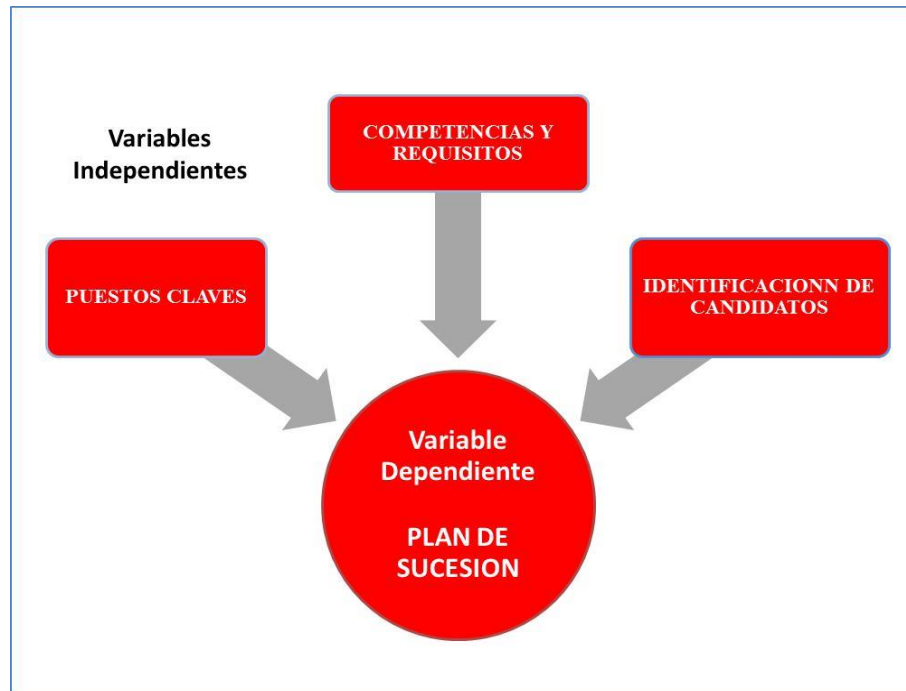 Variables
Independientes
COMPETENCIAS Y
REQUISITOS
PUESTOS CLAVES
IDENTIFICACIONN DE
CANDIDATOS
Variable
Dependiente
PLAN DE
SUCESION